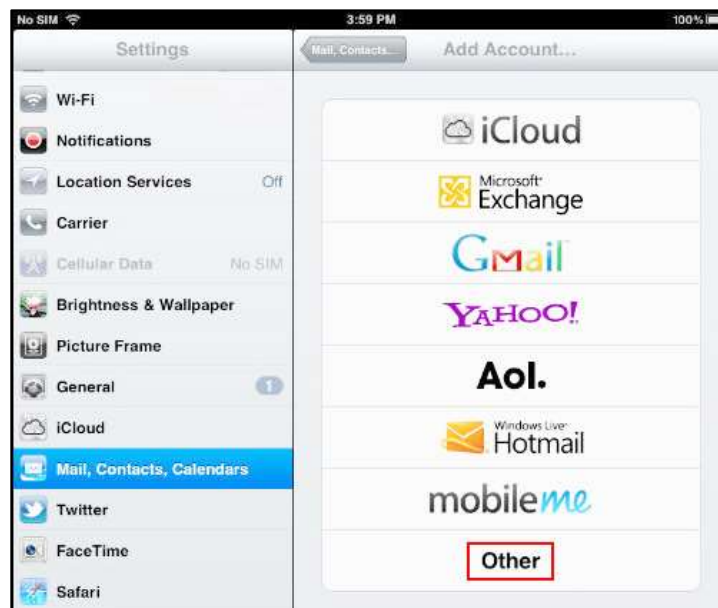 No SIM 3:59 PM 100%
Settings
Mail, Contacts... Add Account...
Wi-Fi
Notifications
Location Services Off
Carrier
Cellular Data No SIM
Brightness & Wallpaper
Picture Frame
General 1
iCloud
Mail, Contacts, Calendars
Twitter
FaceTime
Safari
iCloud
Microsoft
Exchange
Gmail
YAHOO!
Aol.
Windows Live
Hotmail
mobileme
Other